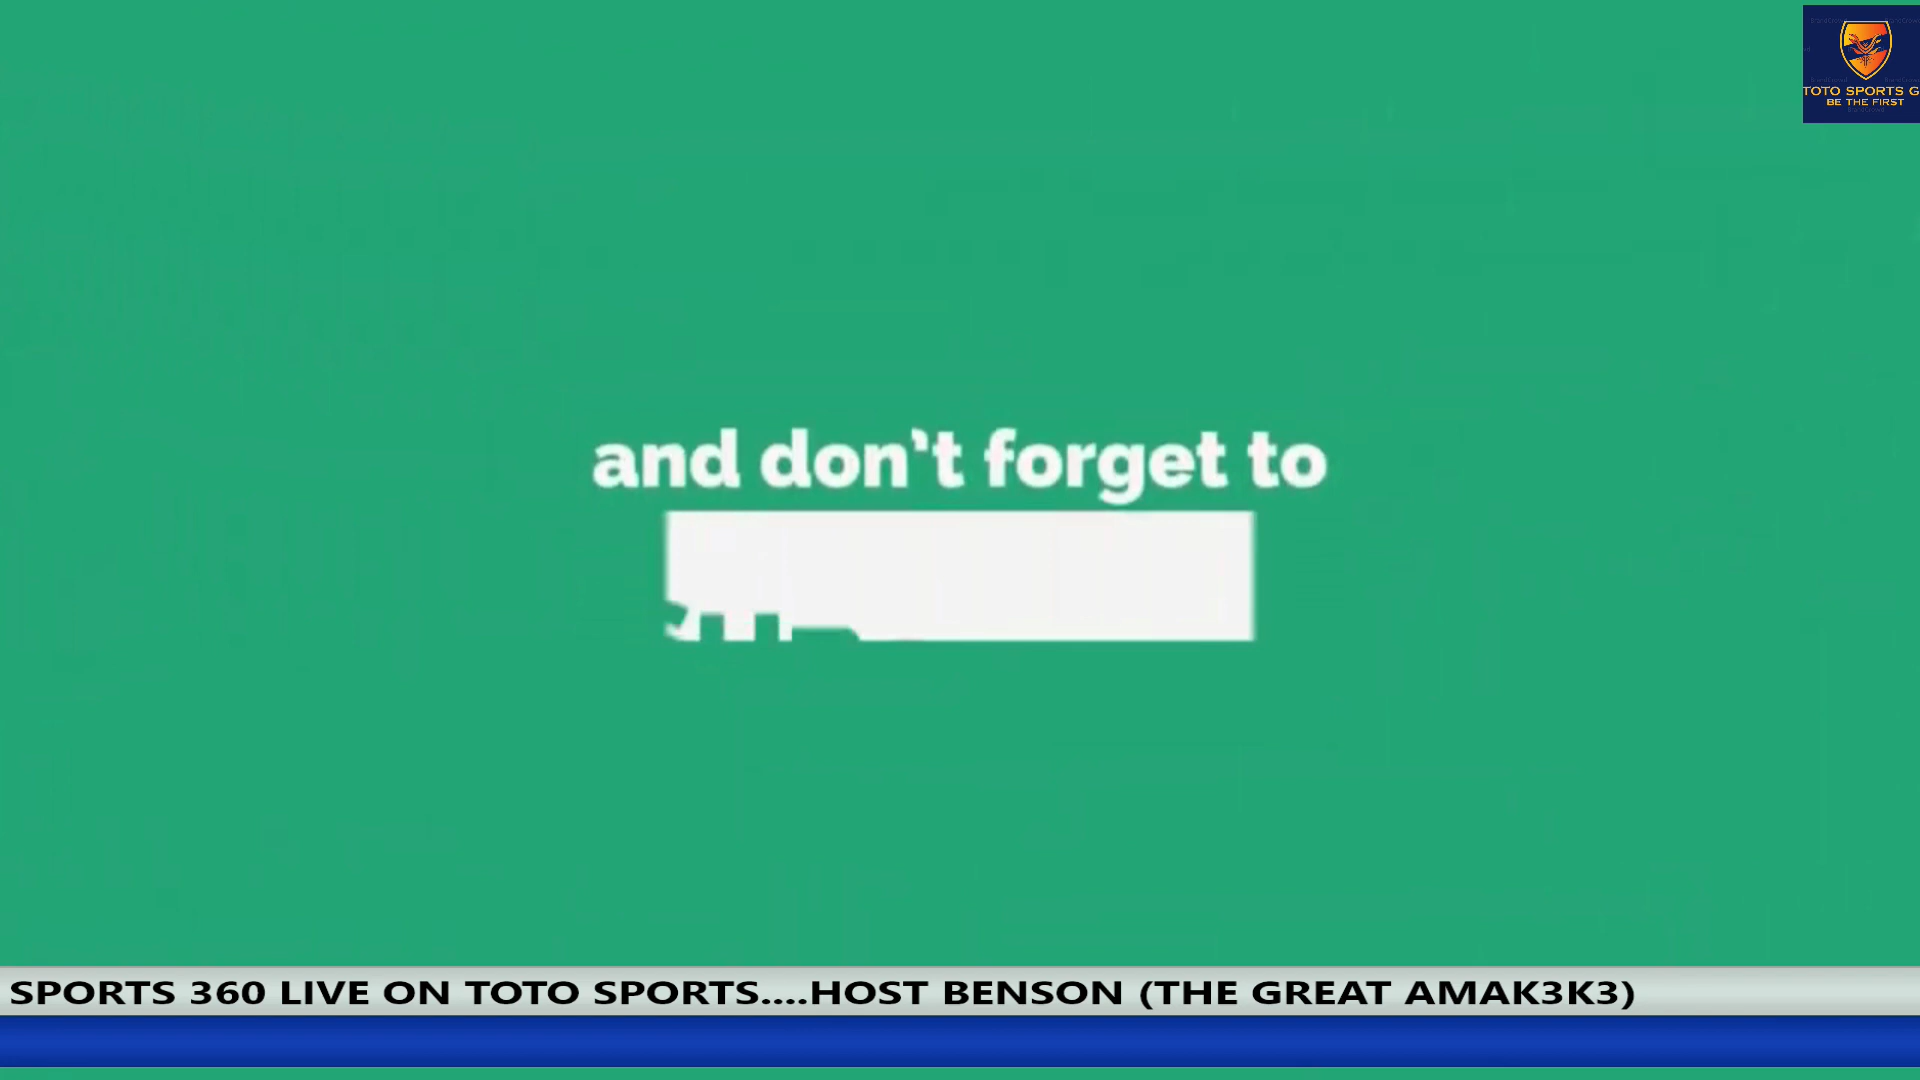 TOTO SPORTS G
BE THE FIRST
and don't forget to
SPORTS 360 LIVE ON TOTO SPORTS....HOST BENSON (THE GREAT AMAK3K3)